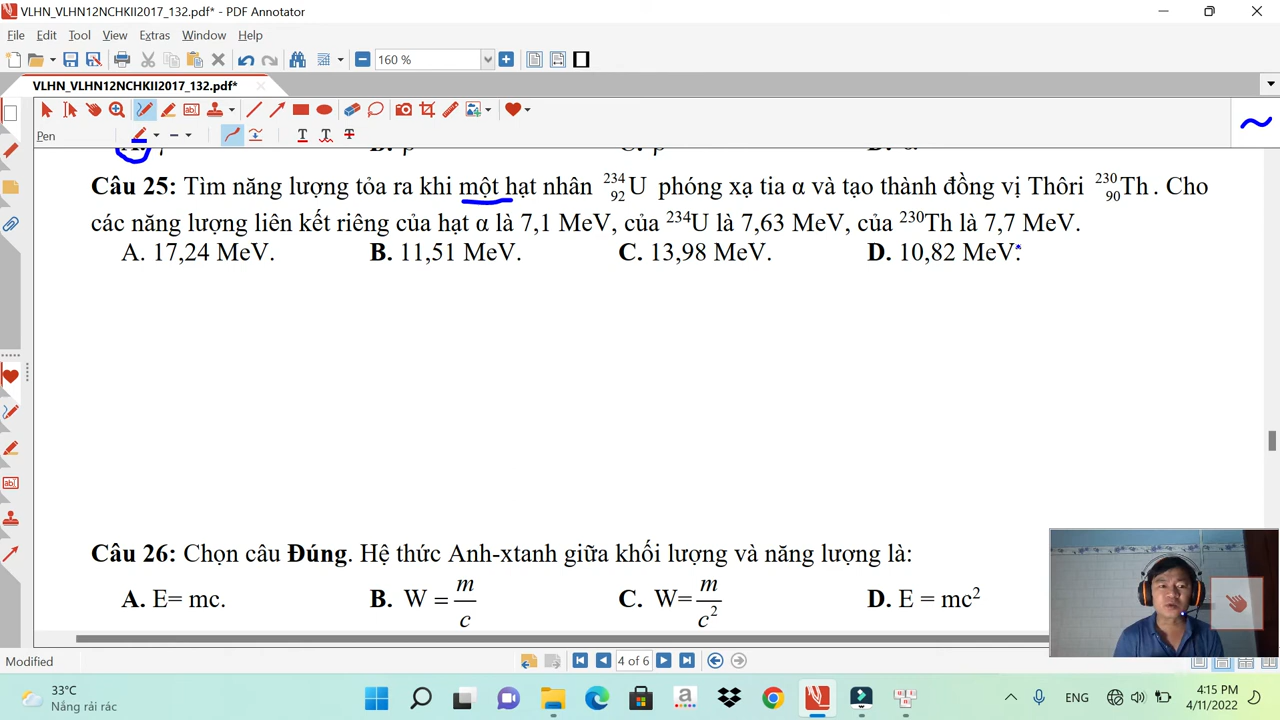 VLHN_VLHN12NCHKII2017_132.pdf* - PDF Annotator
File Edit Tool View Extras Window Help
160 %
VLHN_VLHN12NCHKII2017_132.pdf*
Pen
Câu 25: Tìm năng lượng tỏa ra khi một hạt nhân ²³⁴₉₂U phóng xạ tia α và tạo thành đồng vị Thôri ²³⁰₉₀Th. Cho
các năng lượng liên kết riêng của hạt α là 7,1 MeV, của ²³⁴U là 7,63 MeV, của ²³⁰Th là 7,7 MeV.
A. 17,24 MeV. B. 11,51 MeV. C. 13,98 MeV. D. 10,82 MeV.
Câu 26: Chọn câu Đúng. Hệ thức Anh-xtanh giữa khối lượng và năng lượng là:
A. E= mc. B. W = m/c C. W= m/c² D. E = mc²
Modified 4 of 6
33°C
Nắng rải rác
ENG
4:15 PM
4/11/2022